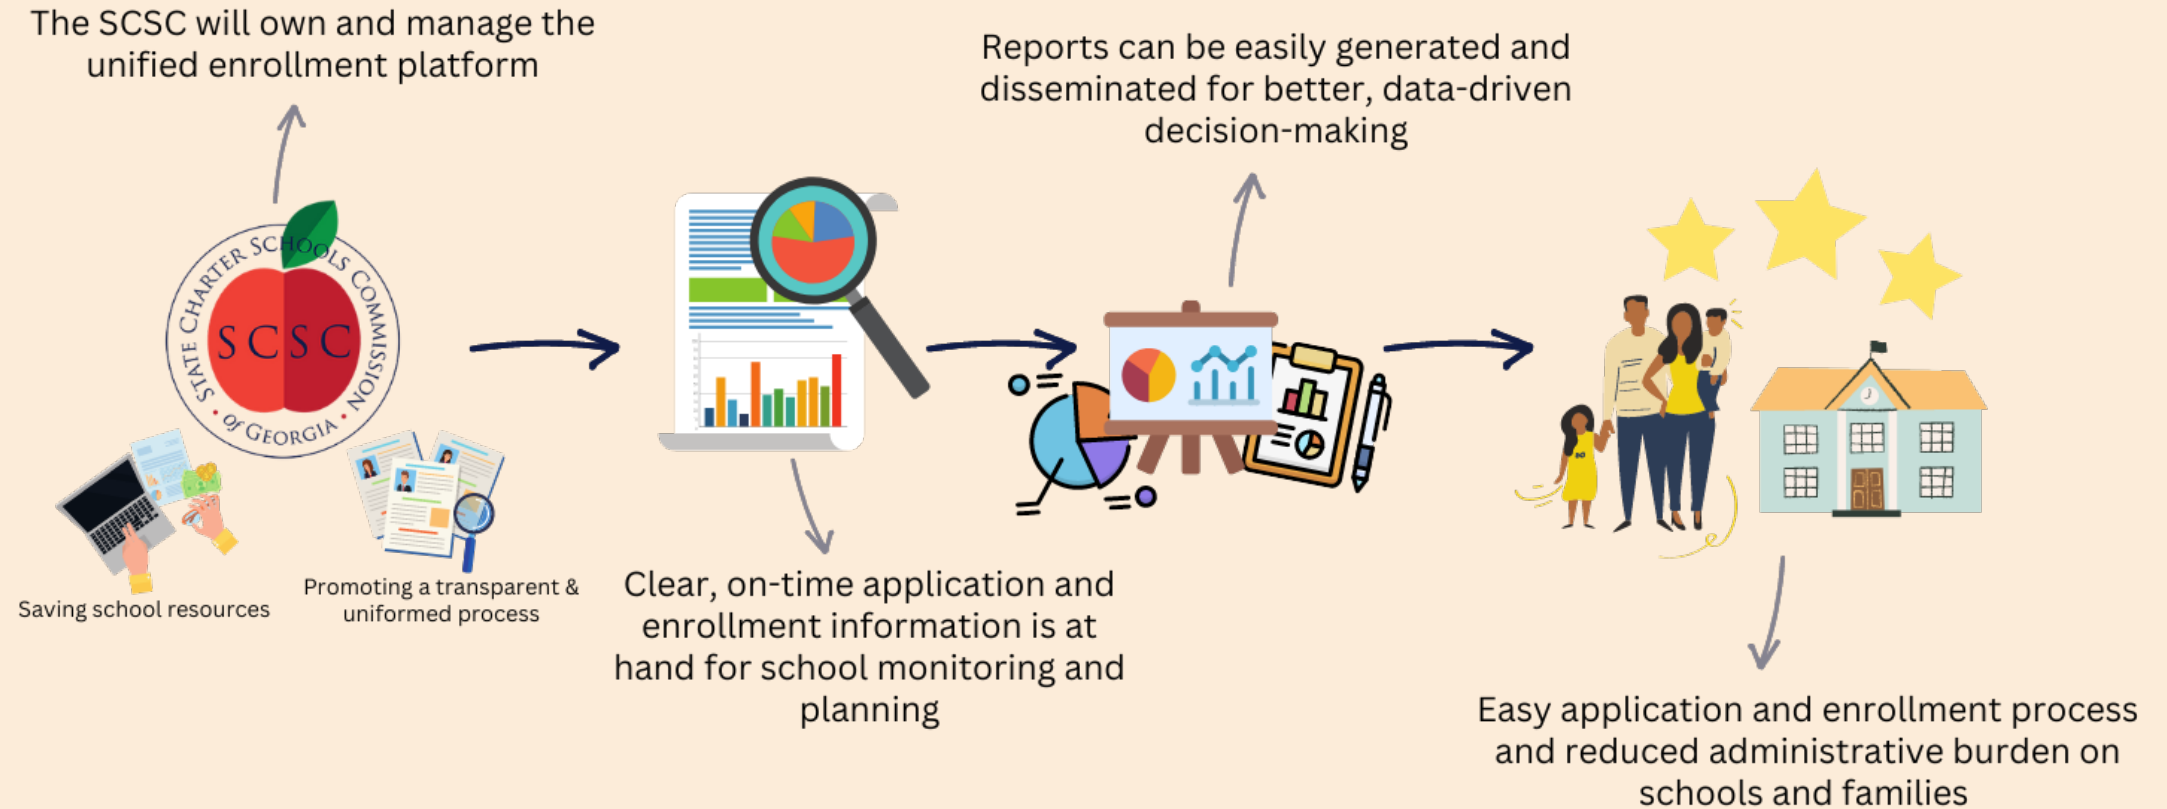 The SCSC will own and manage the
unified enrollment platform
STATE CHARTER SCHOOLS COMMISSION
• of GEORGIA •
SCSC
Saving school resources
Promoting a transparent &
uniformed process
Clear, on-time application and
enrollment information is at
hand for school monitoring and
planning
Reports can be easily generated and
disseminated for better, data-driven
decision-making
Easy application and enrollment process
and reduced administrative burden on
schools and families